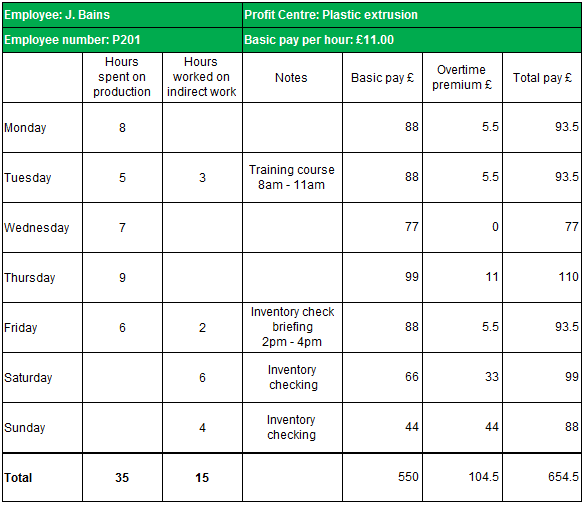 Employee: J. Bains Profit Centre: Plastic extrusion
Employee number: P201 Basic pay per hour: £11.00
Hours spent on production Hours worked on indirect work Notes Basic pay £ Overtime premium £ Total pay £
Monday 8 88 5.5 93.5
Tuesday 5 3 Training course 8am - 11am 88 5.5 93.5
Wednesday 7 77 0 77
Thursday 9 99 11 110
Friday 6 2 Inventory check briefing 2pm - 4pm 88 5.5 93.5
Saturday 6 Inventory checking 66 33 99
Sunday 4 Inventory checking 44 44 88
Total 35 15 550 104.5 654.5